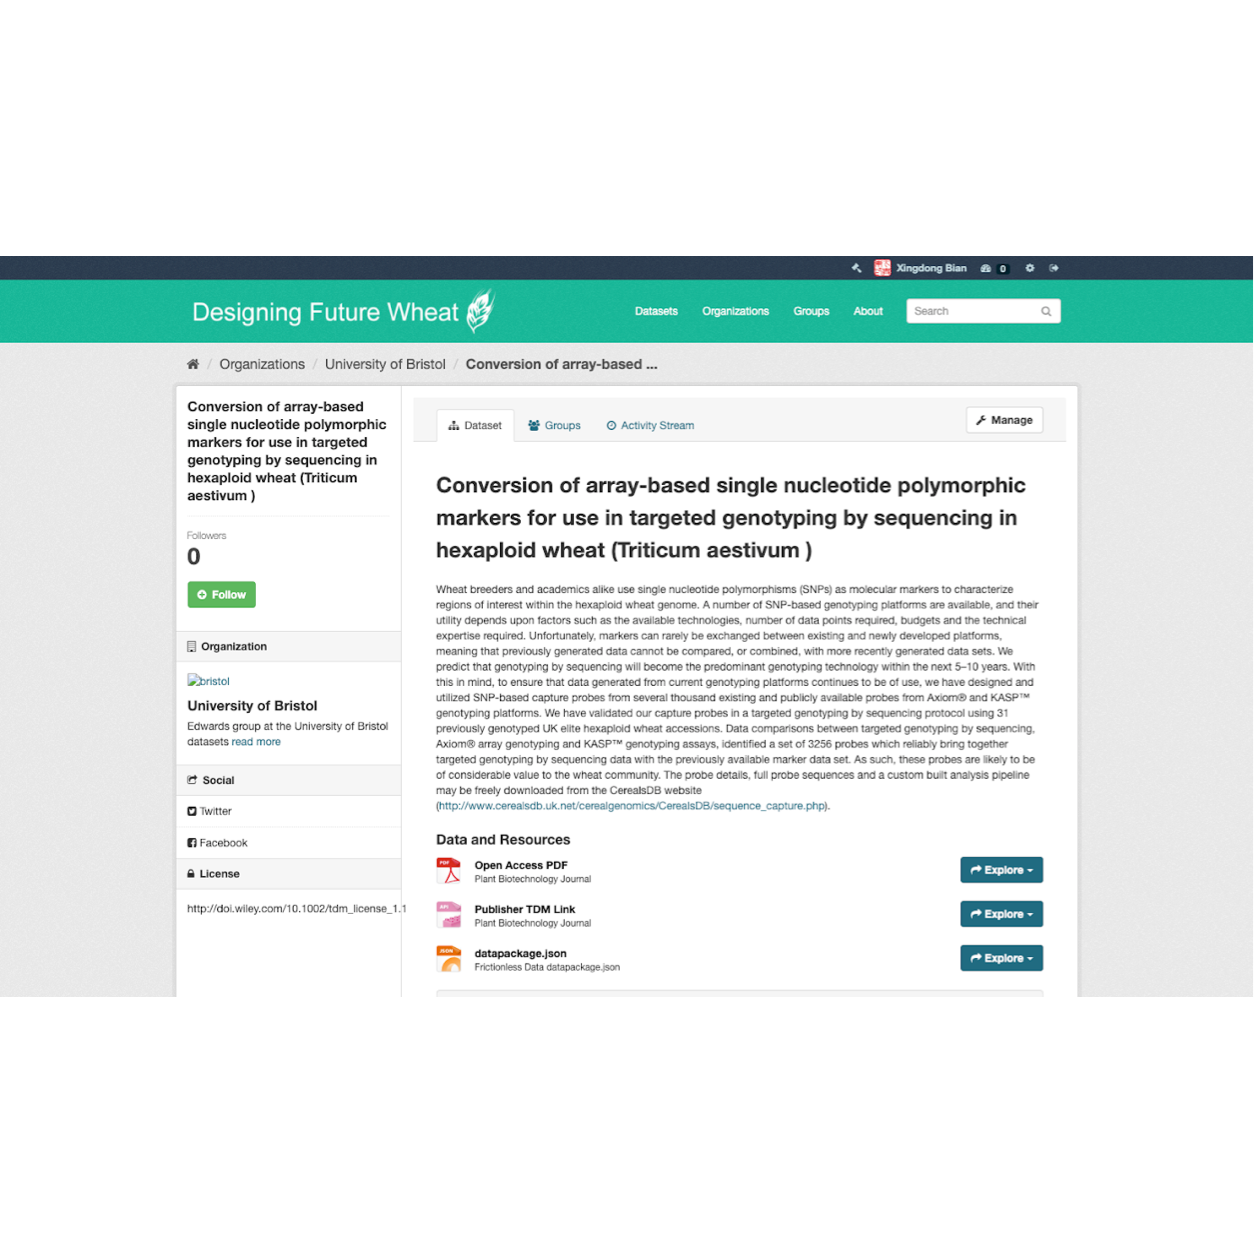 Xingdong Bian 0
Designing Future Wheat
Datasets Organizations Groups About Search
/ Organizations / University of Bristol / Conversion of array-based ...
Conversion of array-based
single nucleotide polymorphic
markers for use in targeted
genotyping by sequencing in
hexaploid wheat (Triticum
aestivum )
Followers
0
Follow
Organization
bristol
University of Bristol
Edwards group at the University of Bristol
datasets read more
Social
Twitter
Facebook
License
http://doi.wiley.com/10.1002/tdm_license_1.1
Dataset Groups Activity Stream Manage
Conversion of array-based single nucleotide polymorphic
markers for use in targeted genotyping by sequencing in
hexaploid wheat (Triticum aestivum )
Wheat breeders and academics alike use single nucleotide polymorphisms (SNPs) as molecular markers to characterize
regions of interest within the hexaploid wheat genome. A number of SNP-based genotyping platforms are available, and their
utility depends upon factors such as the available technologies, number of data points required, budgets and the technical
expertise required. Unfortunately, markers can rarely be exchanged between existing and newly developed platforms,
meaning that previously generated data cannot be compared, or combined, with more recently generated data sets. We
predict that genotyping by sequencing will become the predominant genotyping technology within the next 5–10 years. With
this in mind, to ensure that data generated from current genotyping platforms continues to be of use, we have designed and
utilized SNP-based capture probes from several thousand existing and publicly available probes from Axiom® and KASP™
genotyping platforms. We have validated our capture probes in a targeted genotyping by sequencing protocol using 31
previously genotyped UK elite hexaploid wheat accessions. Data comparisons between targeted genotyping by sequencing,
Axiom® array genotyping and KASP™ genotyping assays, identified a set of 3256 probes which reliably bring together
targeted genotyping by sequencing data with the previously available marker data set. As such, these probes are likely to be
of considerable value to the wheat community. The probe details, full probe sequences and a custom built analysis pipeline
may be freely downloaded from the CerealsDB website
(http://www.cerealsdb.uk.net/cerealgenomics/CerealsDB/sequence_capture.php).
Data and Resources
PDF
Open Access PDF
Plant Biotechnology Journal
Explore
API
Publisher TDM Link
Plant Biotechnology Journal
Explore
JSON
datapackage.json
Frictionless Data datapackage.json
Explore